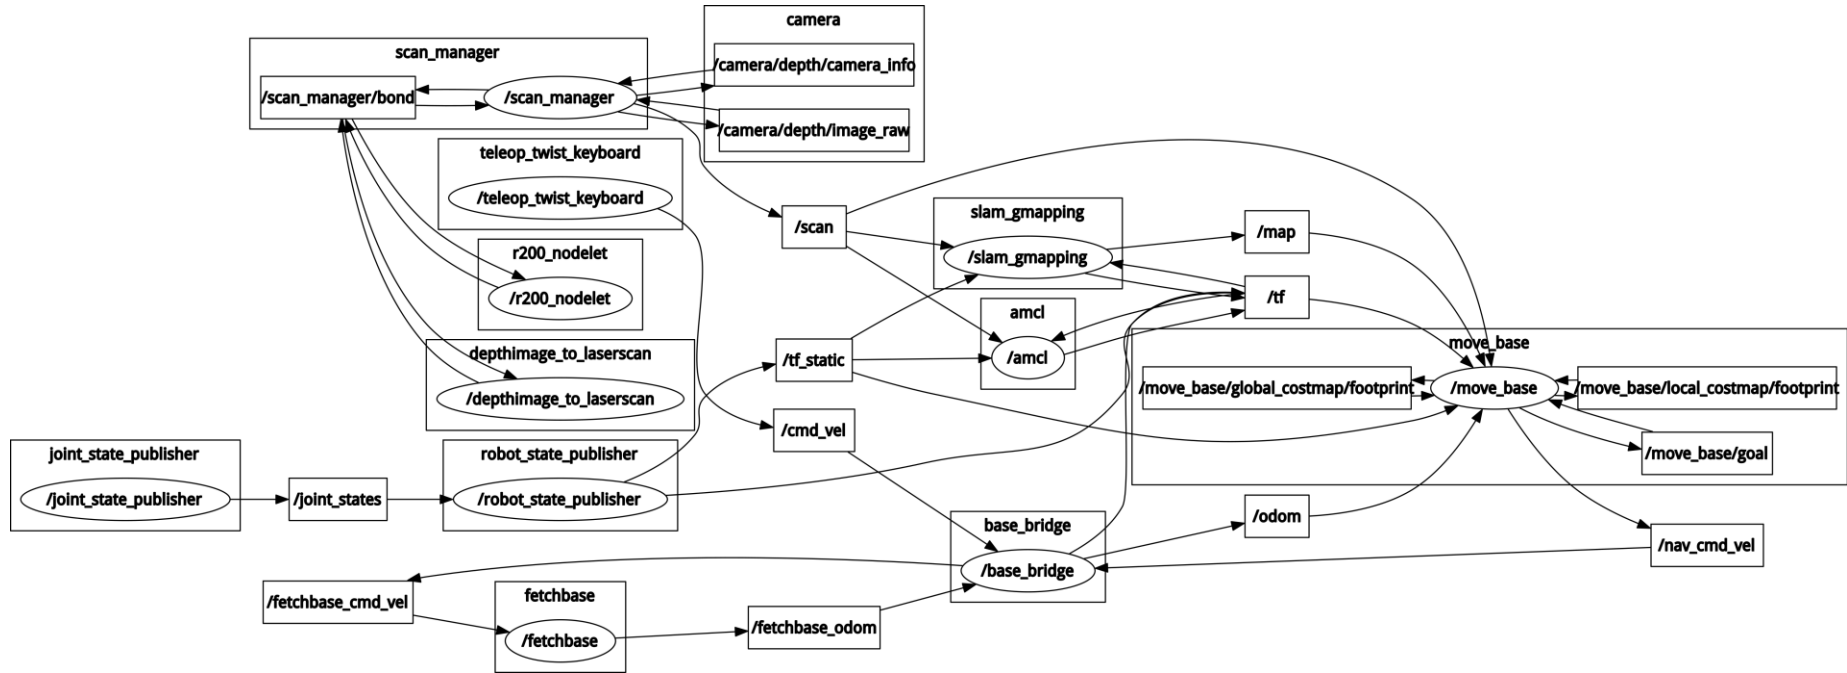 camera
scan_manager
/camera/depth/camera_info
/scan_manager/bond
/scan_manager
/camera/depth/image_raw
teleop_twist_keyboard
/teleop_twist_keyboard
slam_gmapping
/scan
/map
r200_nodelet
/slam_gmapping
/r200_nodelet
/tf
amcl
depthimage_to_laserscan
move_base
/tf_static
/amcl
/move_base/global_costmap/footprint
/move_base
/move_base/local_costmap/footprint
/depthimage_to_laserscan
/cmd_vel
joint_state_publisher
robot_state_publisher
/move_base/goal
/joint_state_publisher
/joint_states
/robot_state_publisher
/odom
base_bridge
/nav_cmd_vel
/base_bridge
fetchbase
/fetchbase_cmd_vel
/fetchbase_odom
/fetchbase